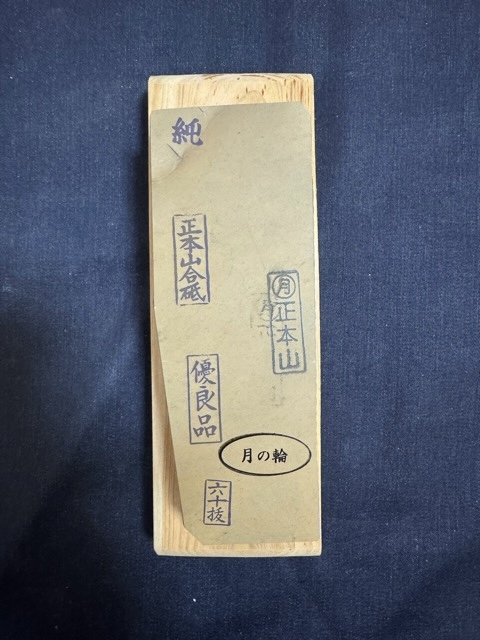 純
正本山合砥
月正本山
優良品
月の輪
六十抜